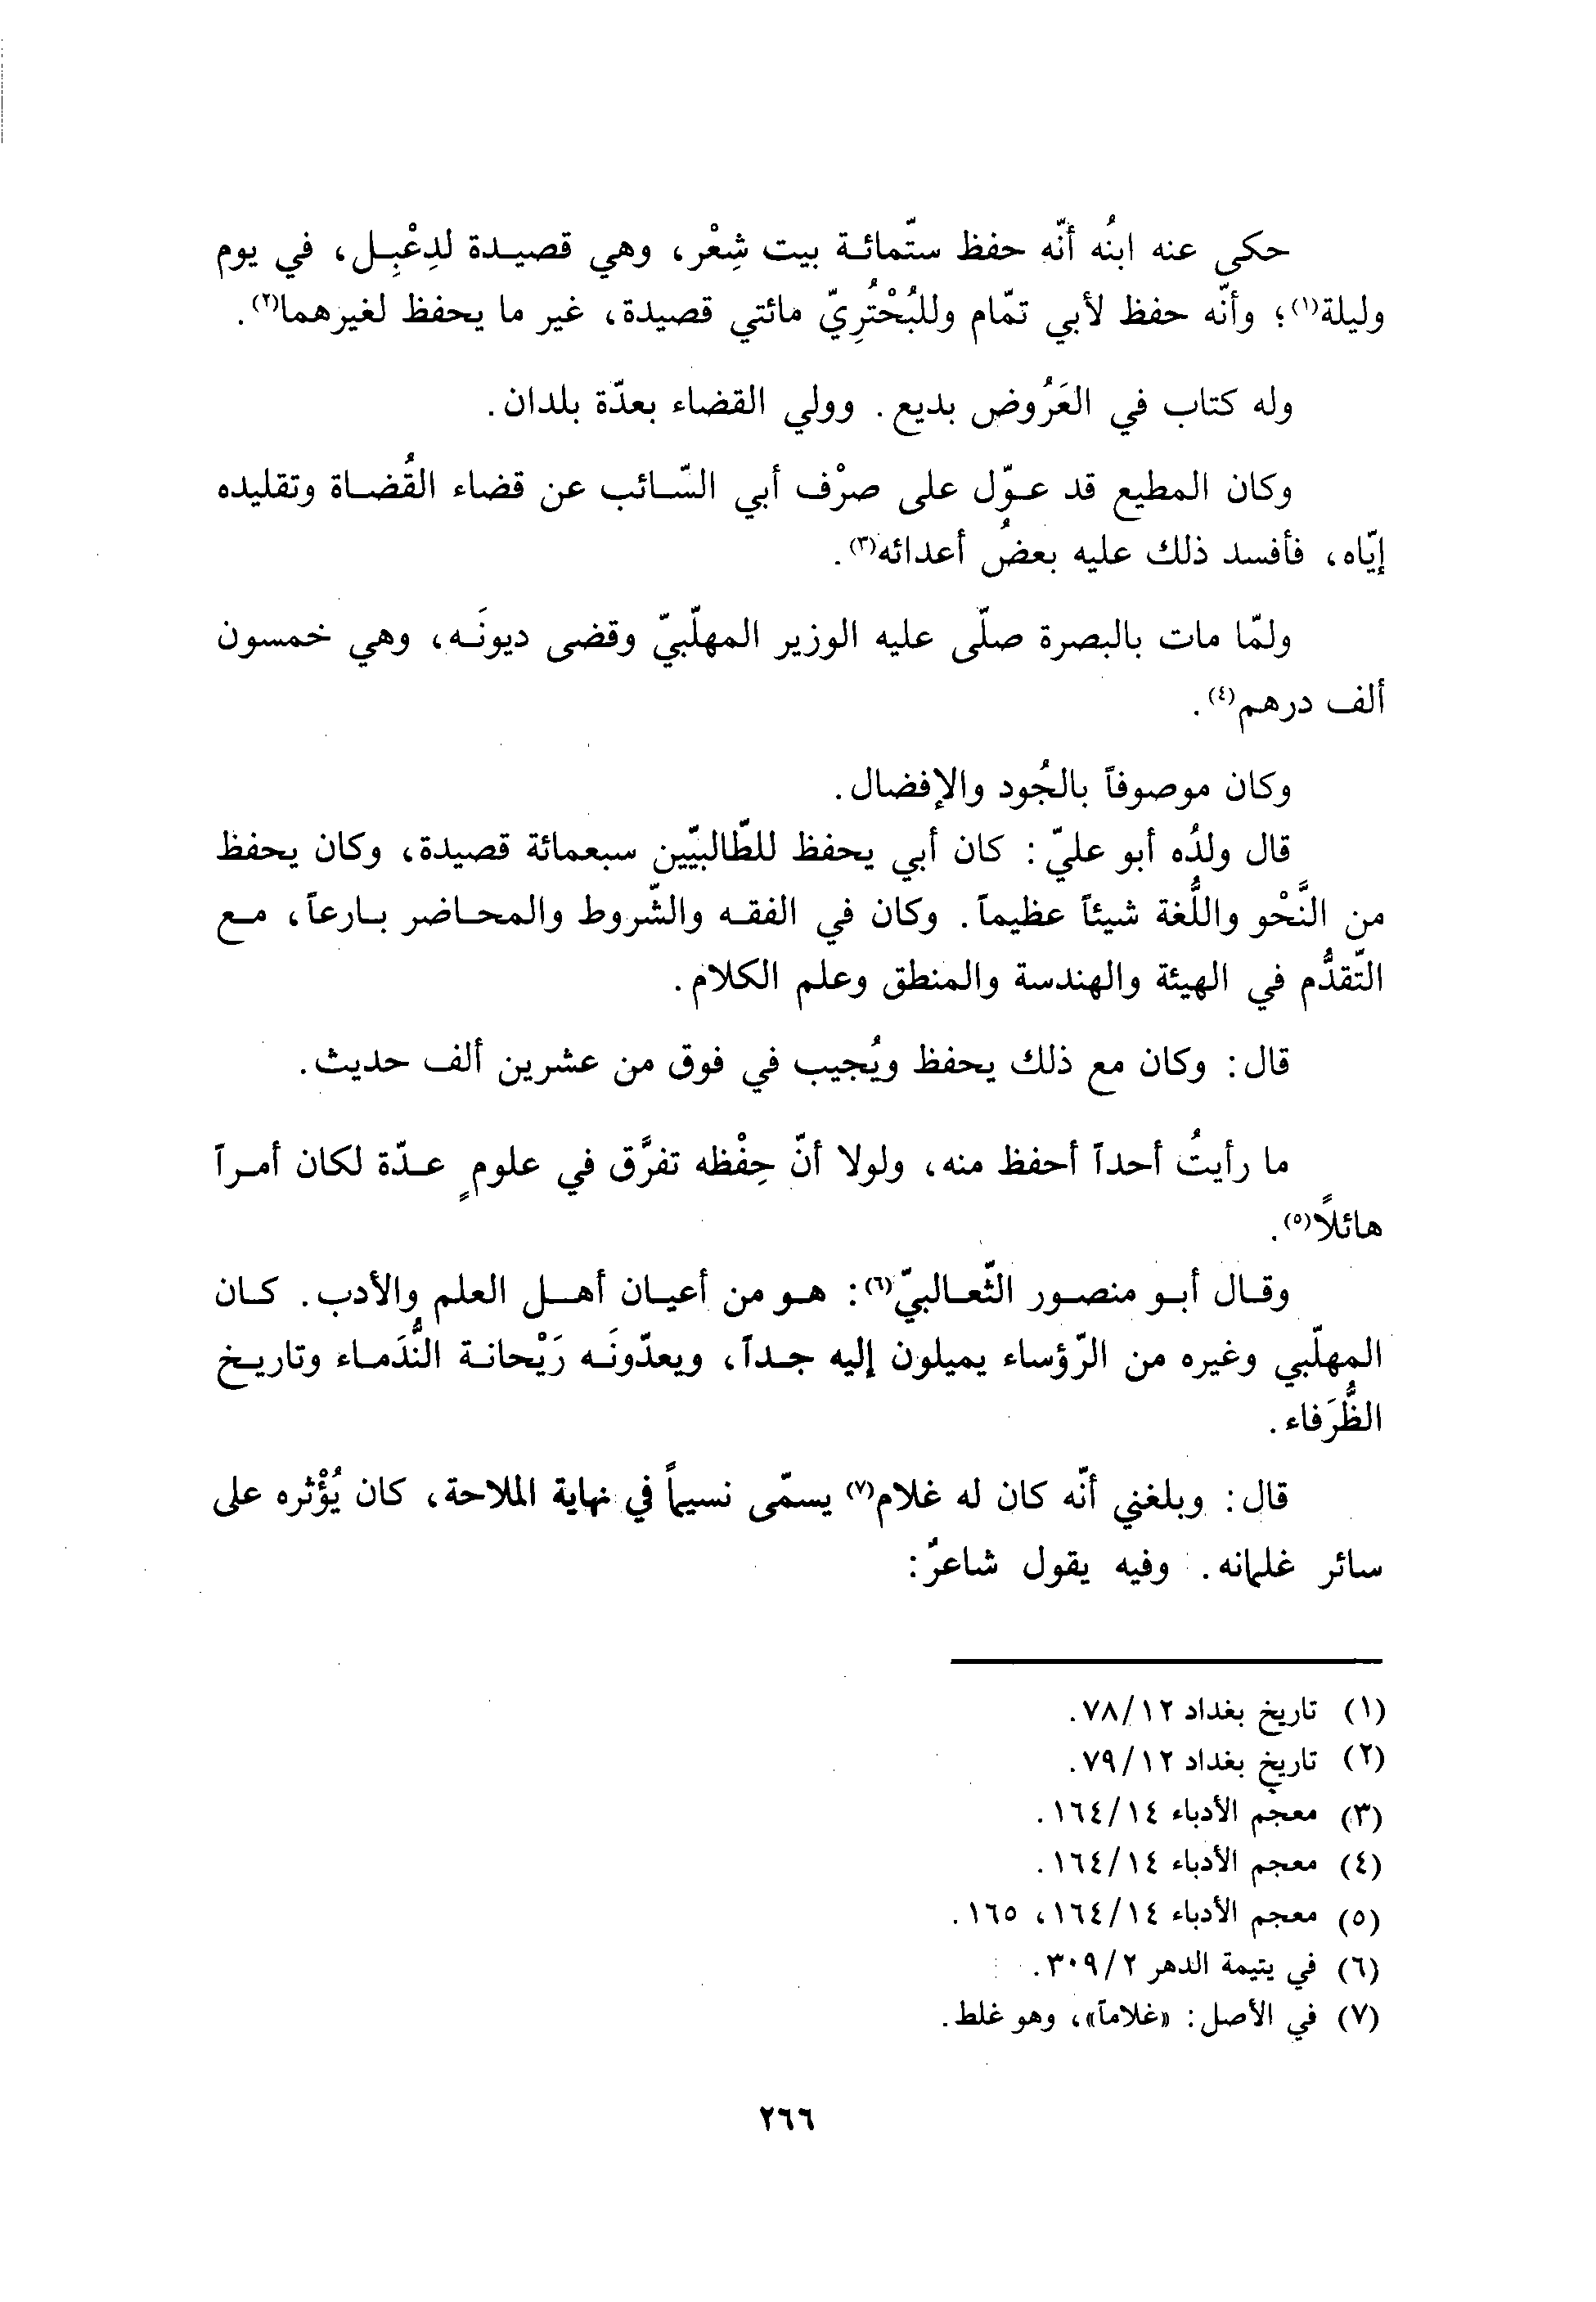 حكى عنه ابنُه أنّه حفظ ستّمائة بيت شِعْر، وهي قصيدة لدِعْبِل، في يوم
وليلة(١)؛ وأنّه حفظ لأبي تمّام وللبُحْتُرِيّ مائتي قصيدة، غير ما يحفظ لغيرهما(٢).
وله كتاب في العَرُوض بديع. وولي القضاء بعدّة بلدان.
وكان المطيع قد عوّل على صرْف أبي السّائب عن قضاء القُضاة وتقليده
إيّاه، فأفسد ذلك عليه بعضُ أعدائه(٣).
ولمّا مات بالبصرة صلّى عليه الوزير المهلّبيّ وقضى ديونَه، وهي خمسون
ألف درهم(٤).
وكان موصوفاً بالجُود والإفضال.
قال ولدُه أبو عليّ: كان أبي يحفظ للطّالبيّين سبعمائة قصيدة، وكان يحفظ
من النَّحْو واللُّغة شيئاً عظيماً. وكان في الفقه والشّروط والمحاضر بارعاً، مع
التّقدُّم في الهيئة والهندسة والمنطق وعلم الكلام.
قال: وكان مع ذلك يحفظ ويُجيب في فوق من عشرين ألف حديث.
ما رأيتُ أحداً أحفظ منه، ولولا أنّ حِفْظه تفرَّق في علومٍ عدّة لكان أمراً
هائلاً(٥).
وقال أبو منصور الثّعالبيّ(٦): هو من أعيان أهل العلم والأدب. كان
المهلّبي وغيره من الرّؤساء يميلون إليه جداً، ويعدّونَه رَيْحانة النُّدَماء وتاريخ
الظُّرَفاء.
قال: وبلغني أنّه كان له غلام(٧) يسمّى نسيماً في نهاية الملاحة، كان يُؤْثره على
سائر غلمانه. وفيه يقول شاعرٌ:
(١) تاريخ بغداد ٧٨/١٢.
(٢) تاريخ بغداد ٧٩/١٢.
(٣) معجم الأدباء ١٦٤/١٤.
(٤) معجم الأدباء ١٦٤/١٤.
(٥) معجم الأدباء ١٦٤/١٤، ١٦٥.
(٦) في يتيمة الدهر ٣٠٩/٢.
(٧) في الأصل: «غلاماً»، وهو غلط.
٢٦٦